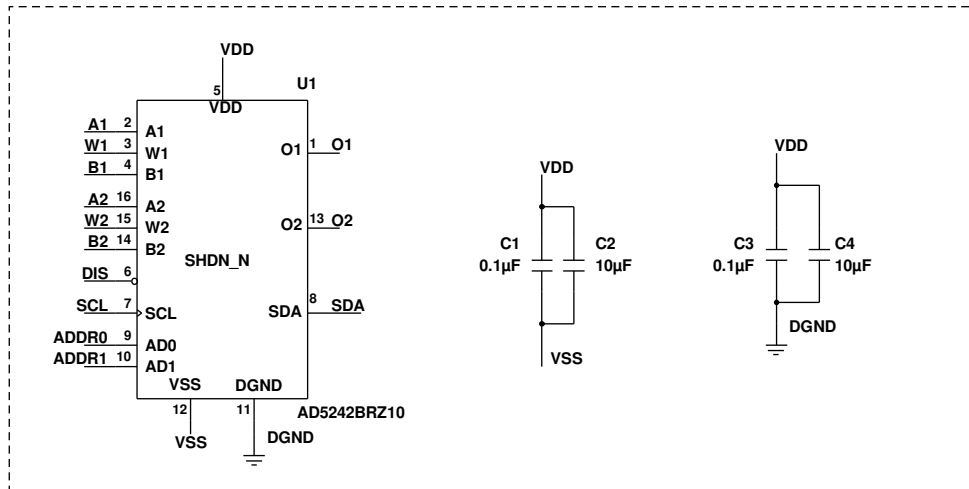 VDD
U1
5
VDD
A1 2 A1
W1 3 W1
B1 4 B1
O1 1 O1
A2 16 A2
W2 15 W2
B2 14 B2
O2 13 O2
SHDN_N
DIS 6
SCL 7 SCL
SDA 8 SDA
ADDR0 9 AD0
ADDR1 10 AD1
VSS DGND
12 11
AD5242BRZ10
VSS
DGND
VDD
C1 C2
0.1µF 10µF
VSS
VDD
C3 C4
0.1µF 10µF
DGND